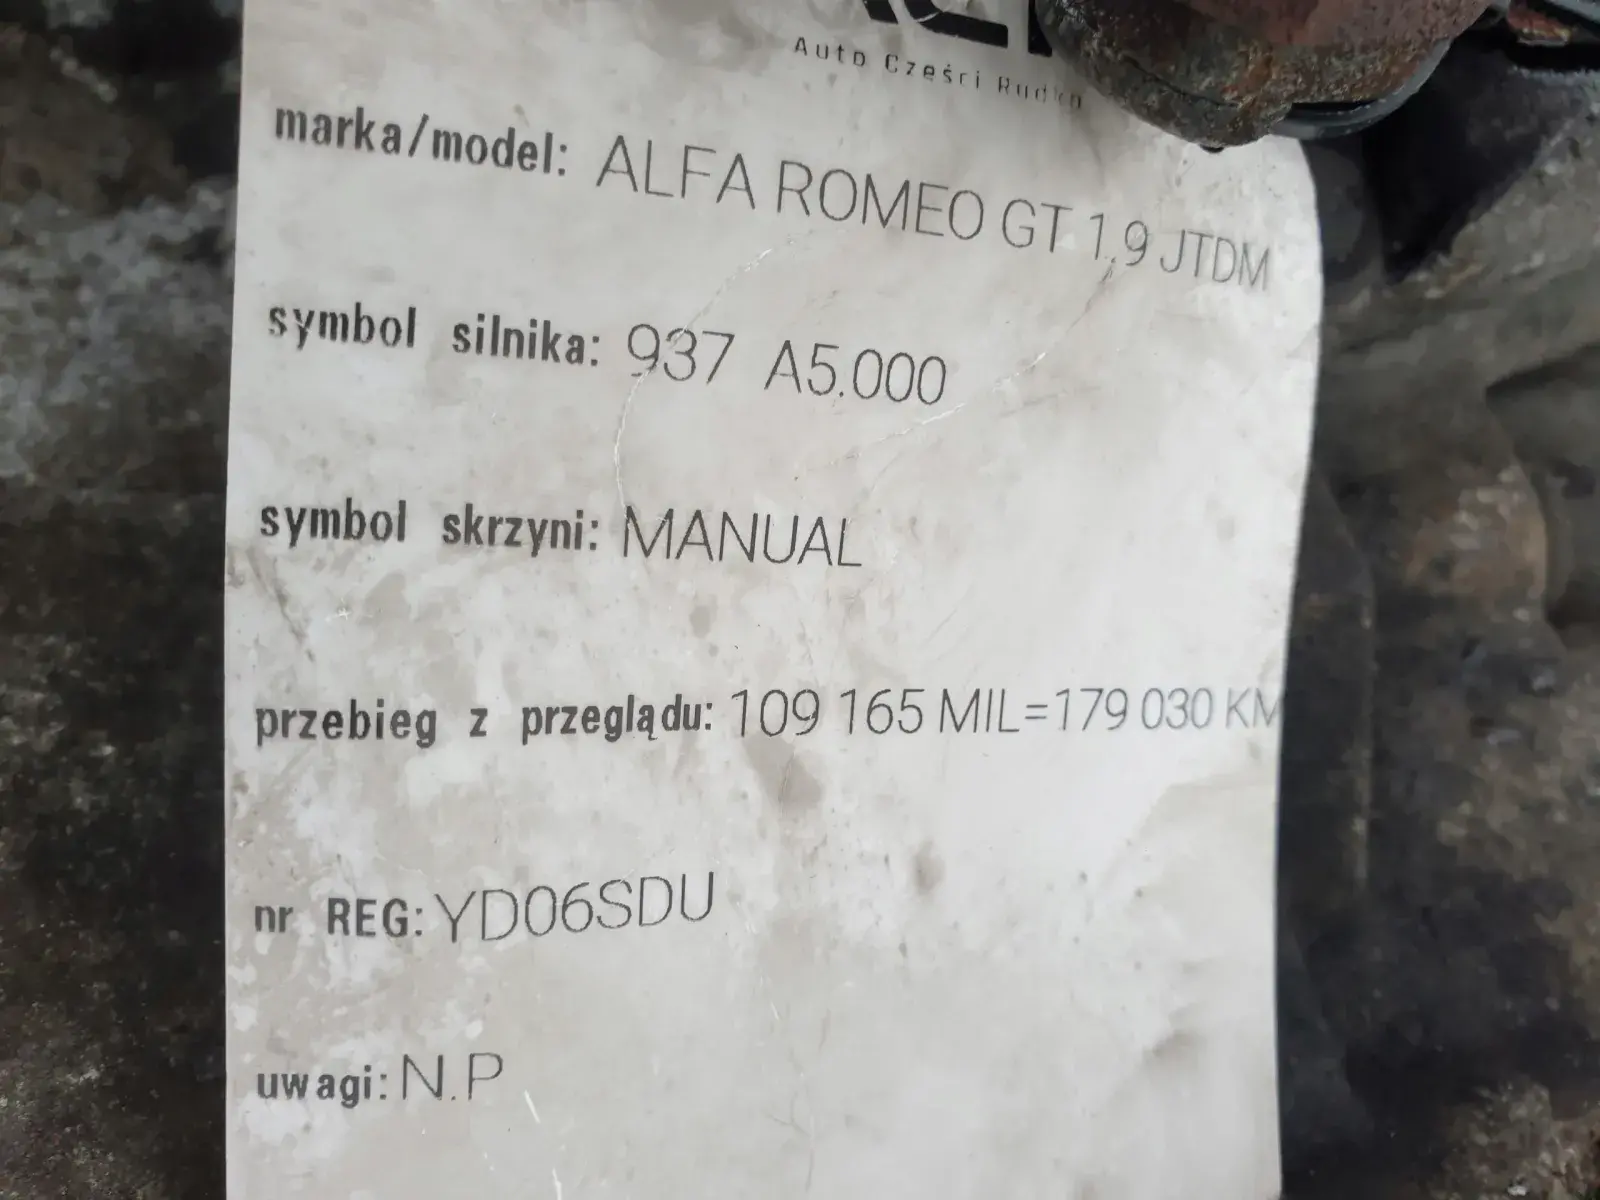 Auto Części Rudko
marka/model: ALFA ROMEO GT 1.9 JTDM
symbol silnika: 937 A5.000
symbol skrzyni: MANUAL
przebieg z przeglądu: 109 165 MIL=179 030 KM
nr REG: YD06SDU
uwagi: N.P